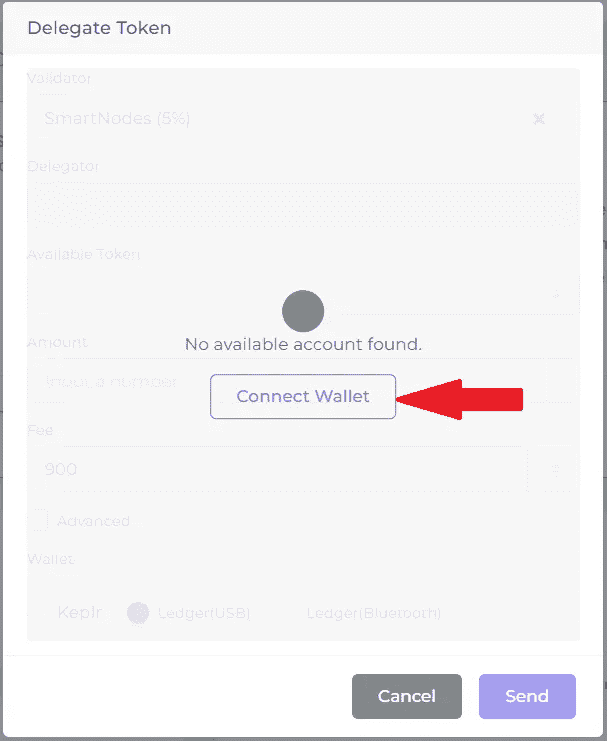 Delegate Token
Validator
SmartNodes (5%)
Delegator
Available Token
No available account found.
Amount
Input a number
Connect Wallet
Fee
900
Advanced
Wallet
Keplr Ledger(USB) Ledger(Bluetooth)
Cancel Send